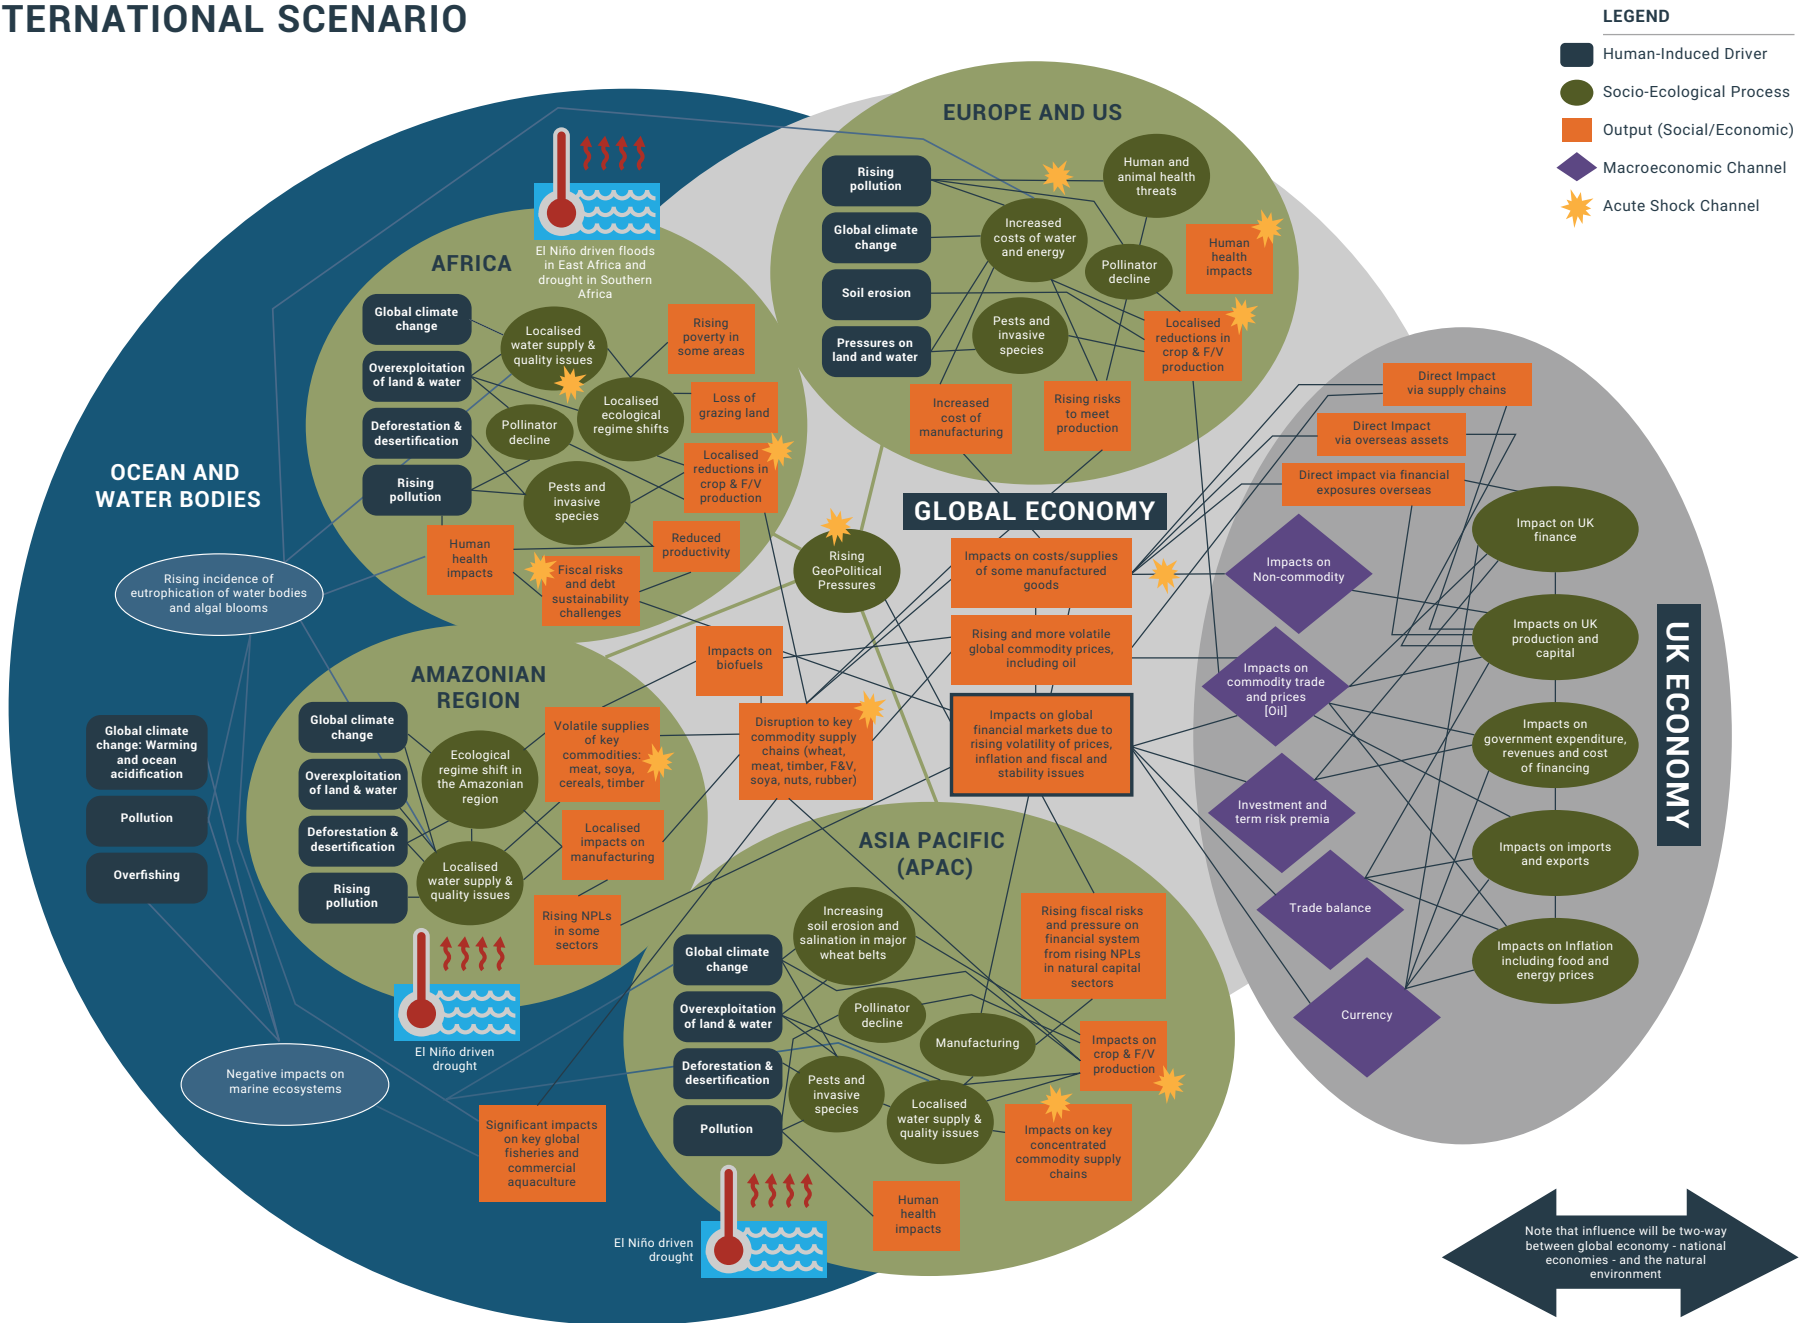 TERNATIONAL SCENARIO
LEGEND
Human-Induced Driver
Socio-Ecological Process
Output (Social/Economic)
Macroeconomic Channel
Acute Shock Channel
EUROPE AND US
Rising
pollution
Global climate
change
Soil erosion
Pressures on
land and water
Human and
animal health
threats
Increased
costs of water
and energy
Pollinator
decline
Pests and
invasive
species
Human
health
impacts
Localised
reductions in
crop & F/V
production
Increased
cost of
manufacturing
Rising risks
to meet
production
El Niño driven floods
in East Africa and
drought in Southern
Africa
AFRICA
Global climate
change
Overexploitation
of land & water
Deforestation &
desertification
Rising
pollution
Localised
water supply &
quality issues
Localised
ecological
regime shifts
Pollinator
decline
Pests and
invasive
species
Rising
poverty in
some areas
Loss of
grazing land
Localised
reductions in
crop & F/V
production
Reduced
productivity
Human
health
impacts
Fiscal risks
and debt
sustainability
challenges
OCEAN AND
WATER BODIES
Rising incidence of
eutrophication of water bodies
and algal blooms
Global climate
change: Warming
and ocean
acidification
Pollution
Overfishing
Negative impacts on
marine ecosystems
Significant impacts
on key global
fisheries and
commercial
aquaculture
AMAZONIAN
REGION
Global climate
change
Overexploitation
of land & water
Deforestation &
desertification
Rising
pollution
Ecological
regime shift in
the Amazonian
region
Localised
water supply &
quality issues
Volatile supplies
of key
commodities:
meat, soya,
cereals, timber
Localised
impacts on
manufacturing
Rising NPLs
in some
sectors
El Niño driven
drought
Rising
GeoPolitical
Pressures
Impacts on
biofuels
Disruption to key
commodity supply
chains (wheat,
meat, timber, F&V,
soya, nuts, rubber)
GLOBAL ECONOMY
Impacts on costs/supplies
of some manufactured
goods
Rising and more volatile
global commodity prices,
including oil
Impacts on global
financial markets due to
rising volatility of prices,
inflation and fiscal and
stability issues
ASIA PACIFIC
(APAC)
Global climate
change
Overexploitation
of land & water
Deforestation &
desertification
Pollution
Increasing
soil erosion and
salination in major
wheat belts
Pollinator
decline
Manufacturing
Pests and
invasive
species
Localised
water supply &
quality issues
Rising fiscal risks
and pressure on
financial system
from rising NPLs
in natural capital
sectors
Impacts on
crop & F/V
production
Impacts on key
concentrated
commodity supply
chains
Human
health
impacts
El Niño driven
drought
Direct Impact
via supply chains
Direct Impact
via overseas assets
Direct impact via financial
exposures overseas
Impacts on
Non-commodity
Impacts on
commodity trade
and prices
[Oil]
Investment and
term risk premia
Trade balance
Currency
Impact on UK
finance
Impacts on UK
production and
capital
Impacts on
government expenditure,
revenues and cost
of financing
Impacts on imports
and exports
Impacts on Inflation
including food and
energy prices
UK ECONOMY
Note that influence will be two-way
between global economy - national
economies - and the natural
environment